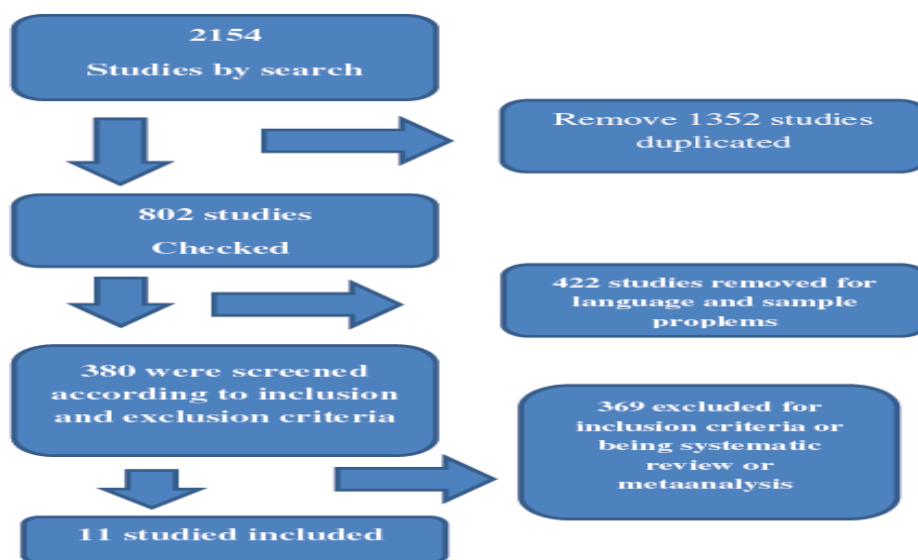 2154
Studies by search
Remove 1352 studies
duplicated
802 studies
Checked
422 studies removed for
language and sample
proplems
380 were screened
according to inclusion
and exclusion criteria
369 excluded for
inclusion criteria or
being systematic
review or
metaanalysis
11 studied included